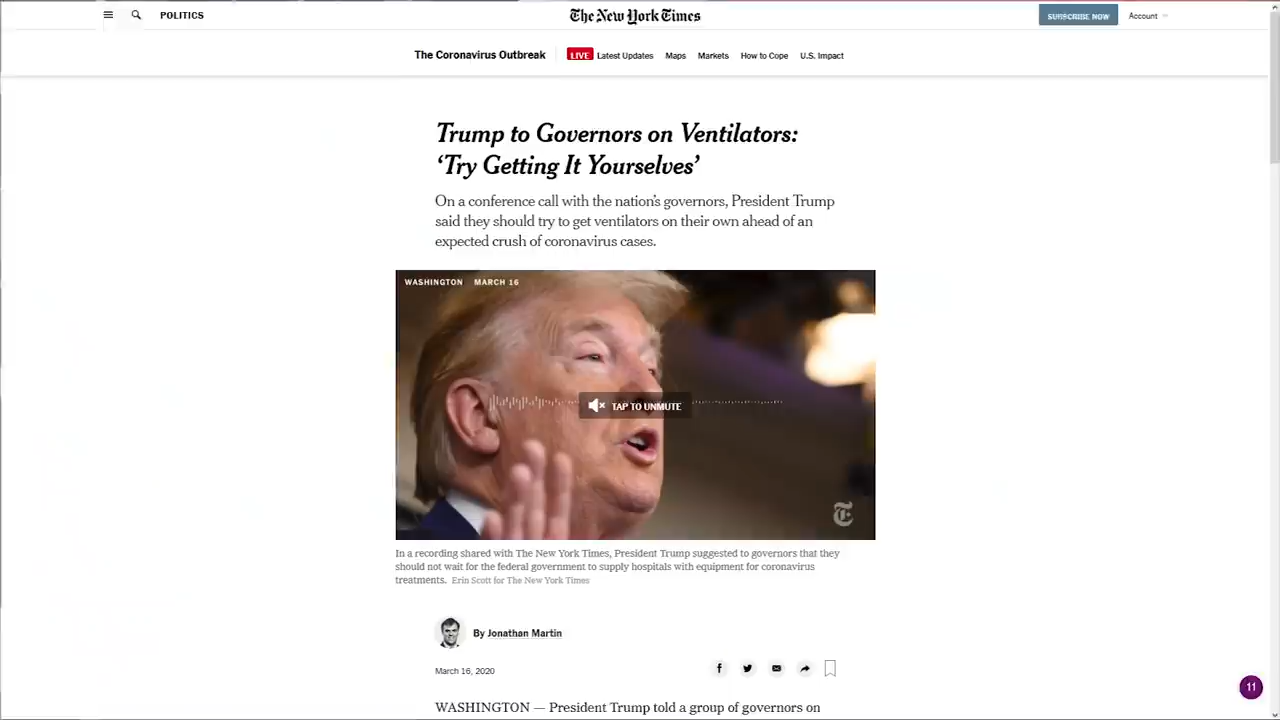 POLITICS
The New York Times
SUBSCRIBE NOW
Account
The Coronavirus Outbreak
LIVE Latest Updates Maps Markets How to Cope U.S. Impact
Trump to Governors on Ventilators:
‘Try Getting It Yourselves’
On a conference call with the nation’s governors, President Trump
said they should try to get ventilators on their own ahead of an
expected crush of coronavirus cases.
WASHINGTON MARCH 16
TAP TO UNMUTE
T
In a recording shared with The New York Times, President Trump suggested to governors that they
should not wait for the federal government to supply hospitals with equipment for coronavirus
treatments. Erin Scott for The New York Times
By Jonathan Martin
March 16, 2020
f
11
WASHINGTON — President Trump told a group of governors on